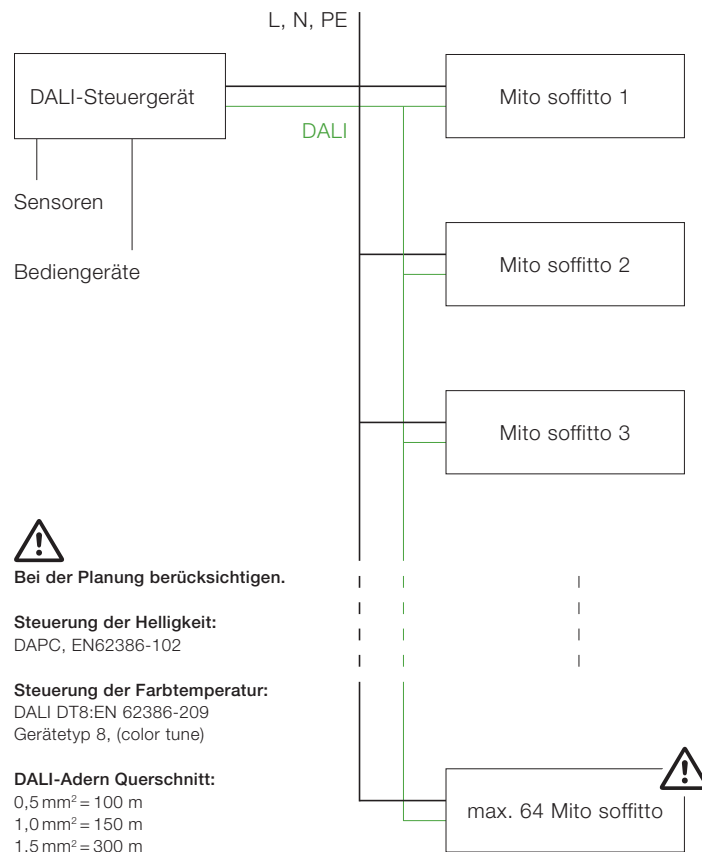 L, N, PE
DALI-Steuergerät
Mito soffitto 1
DALI
Sensoren
Bediengeräte
Mito soffitto 2
Mito soffitto 3
Bei der Planung berücksichtigen.
Steuerung der Helligkeit:
DAPC, EN62386-102
Steuerung der Farbtemperatur:
DALI DT8:EN 62386-209
Gerätetyp 8, (color tune)
DALI-Adern Querschnitt:
0,5 mm² = 100 m
1,0 mm² = 150 m
1,5 mm² = 300 m
max. 64 Mito soffitto